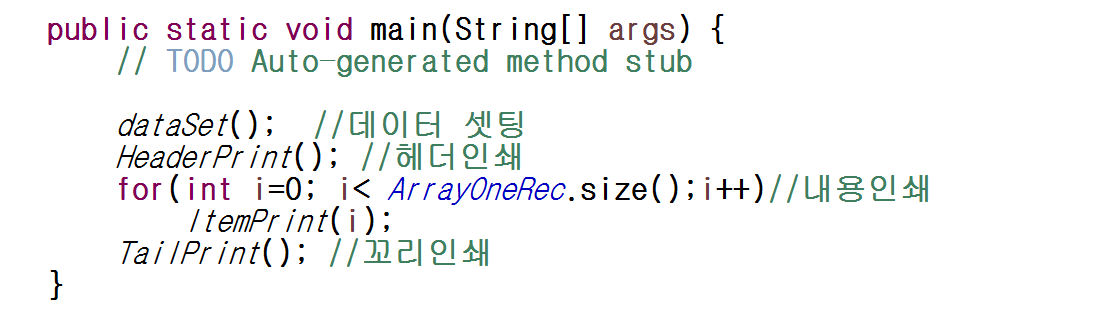 public static void main(String[] args) {
// TODO Auto-generated method stub
dataSet();  //데이터 셋팅
HeaderPrint(); //헤더인쇄
for(int i=0; i< ArrayOneRec.size();i++)//내용인쇄
ItemPrint(i);
TailPrint(); //꼬리인쇄
}